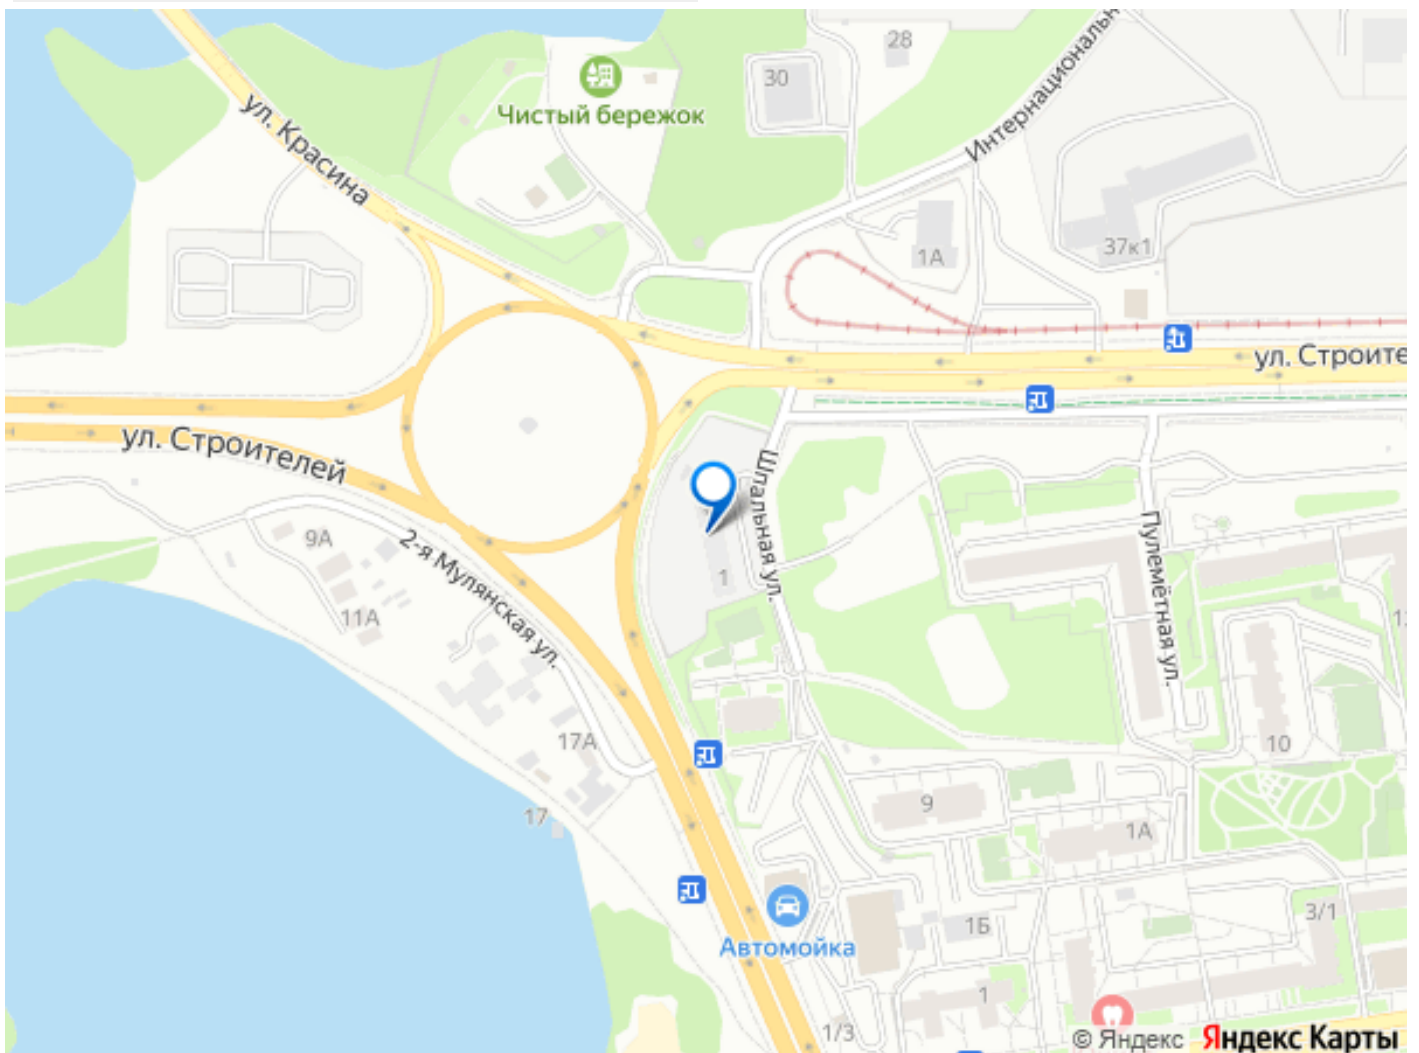 28
30
Чистый бережок
Интернациональн
ул. Красина
1А
37к1
ул. Строите
ул. Строителей
Шпальная ул.
9А
2-я Мулянская ул.
1
Пулемётная ул.
11А
17А
10
17
9
1А
3/1
1Б
Автомойка
1
1/3
© Яндекс Яндекс Карты